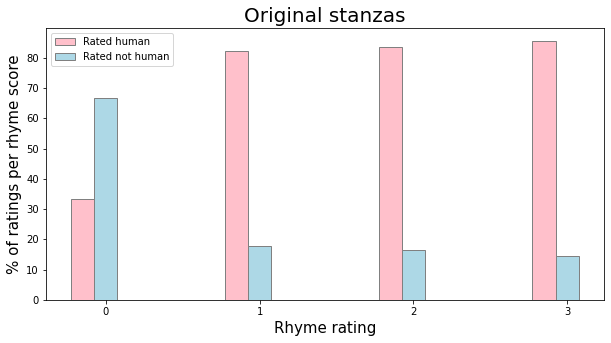 Original stanzas
Rated human
Rated not human
% of ratings per rhyme score
80
70
60
50
40
30
20
10
0
0 1 2 3
Rhyme rating